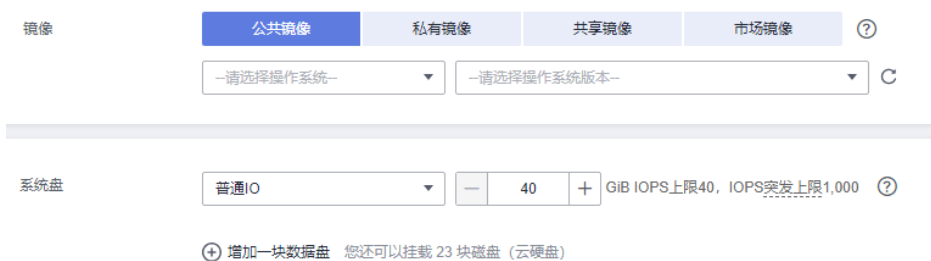 镜像 公共镜像 私有镜像 共享镜像 市场镜像 ?
--请选择操作系统-- --请选择操作系统版本--
系统盘 普通IO — 40 + GiB IOPS上限40，IOPS突发上限1,000 ?
增加一块数据盘 您还可以挂载 23 块磁盘（云硬盘）